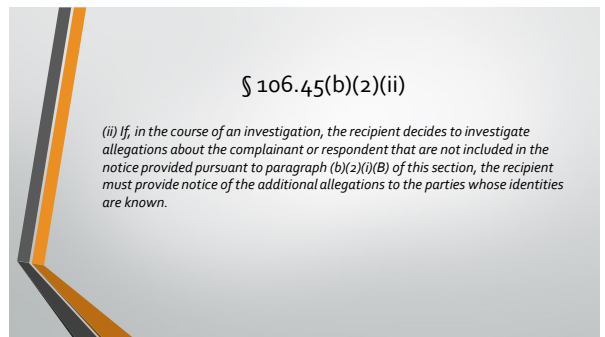 § 106.45(b)(2)(ii)
(ii) If, in the course of an investigation, the recipient decides to investigate
allegations about the complainant or respondent that are not included in the
notice provided pursuant to paragraph (b)(2)(i)(B) of this section, the recipient
must provide notice of the additional allegations to the parties whose identities
are known.